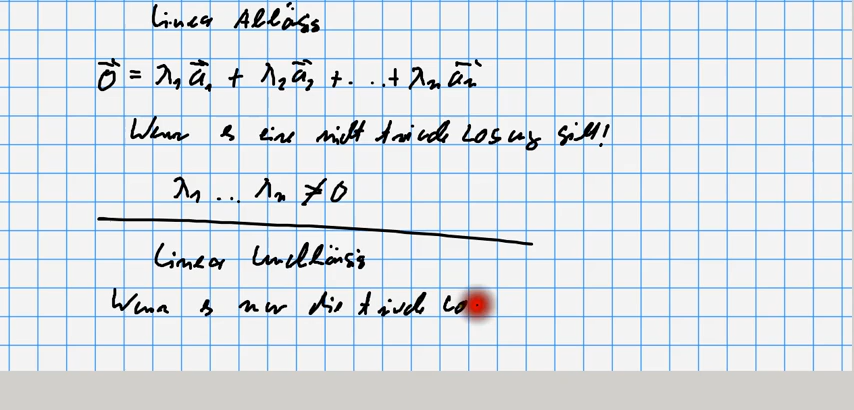 Linear Abhängig
0⃗ = λ₁a⃗₁ + λ₂a⃗₂ + . . . + λₙa⃗ₙ
Wenn es eine nicht triviale Lösung gibt!
λ₁ ... λₙ ≠ 0
Linear Unabhängig
Wenn es nur die triviale Lö